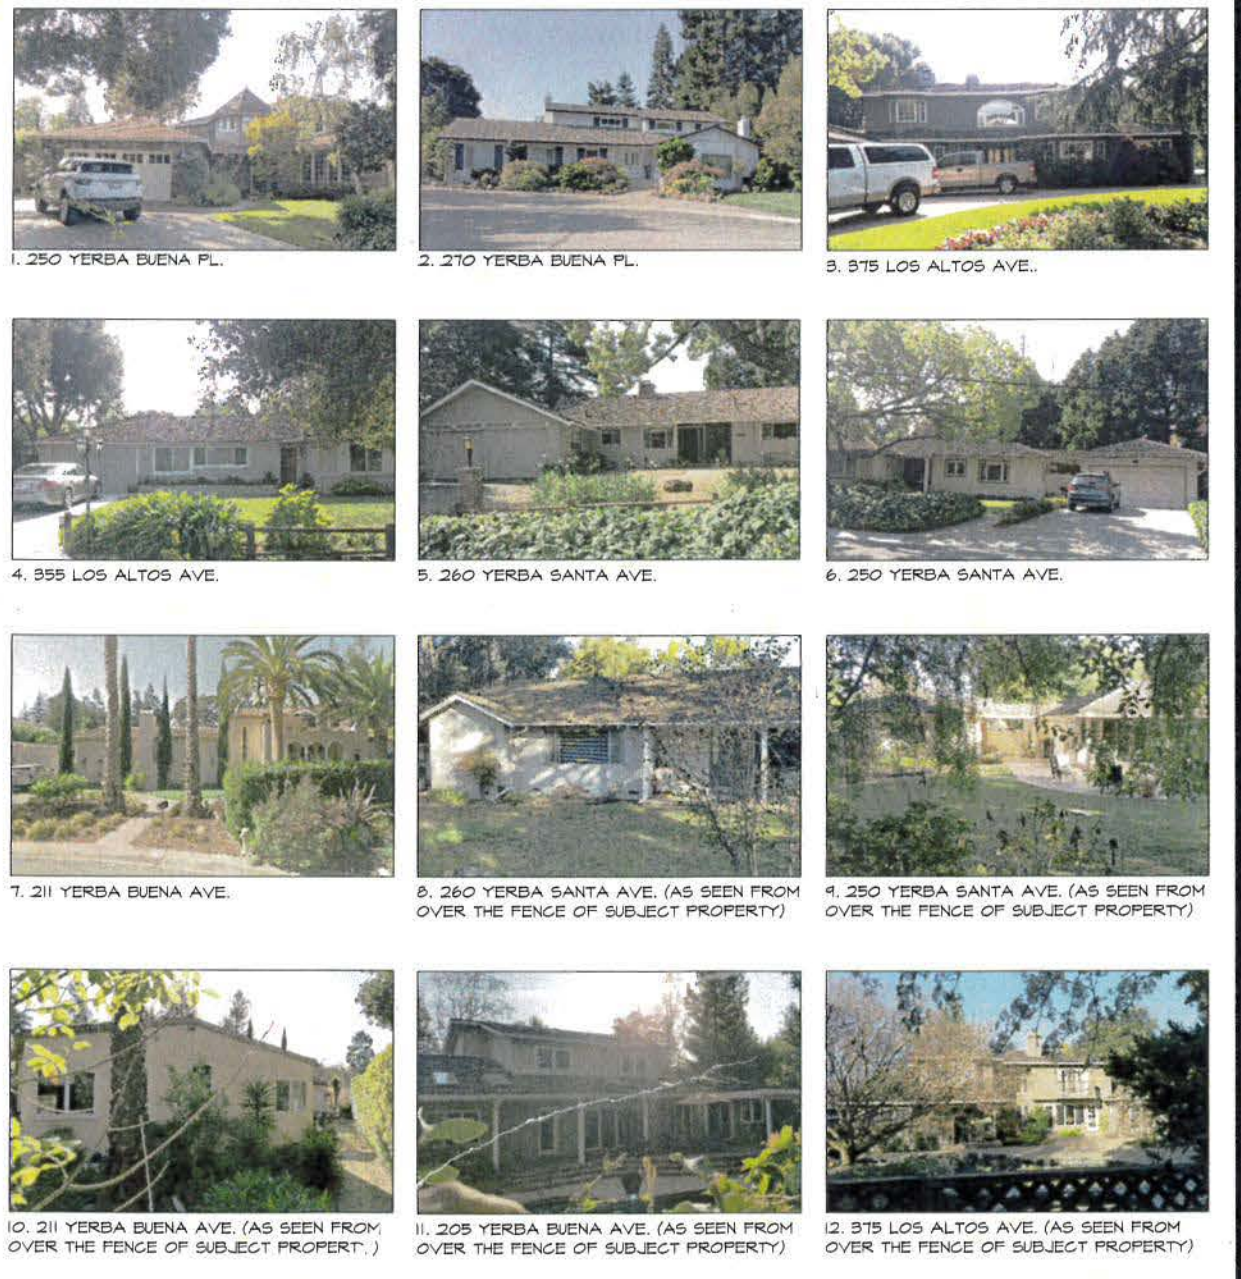 1. 250 YERBA BUENA PL.
2. 270 YERBA BUENA PL.
3. 375 LOS ALTOS AVE..
4. 355 LOS ALTOS AVE.
5. 260 YERBA SANTA AVE.
6. 250 YERBA SANTA AVE.
7. 211 YERBA BUENA AVE.
8. 260 YERBA SANTA AVE. (AS SEEN FROM
OVER THE FENCE OF SUBJECT PROPERTY)
9. 250 YERBA SANTA AVE. (AS SEEN FROM
OVER THE FENCE OF SUBJECT PROPERTY)
10. 211 YERBA BUENA AVE. (AS SEEN FROM
OVER THE FENCE OF SUBJECT PROPERT. )
11. 205 YERBA BUENA AVE. (AS SEEN FROM
OVER THE FENCE OF SUBJECT PROPERTY)
12. 375 LOS ALTOS AVE. (AS SEEN FROM
OVER THE FENCE OF SUBJECT PROPERTY)